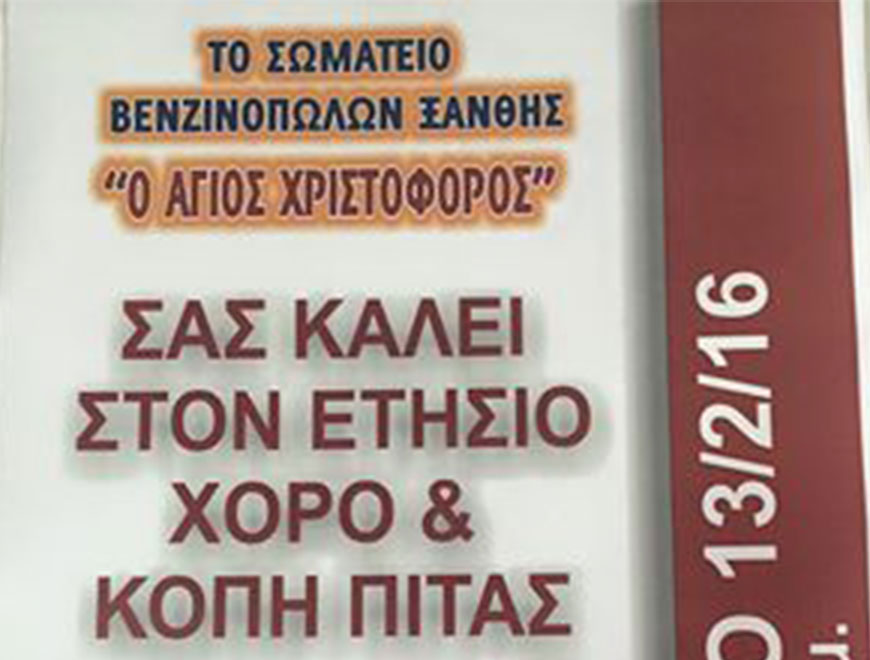 ΤΟ ΣΩΜΑΤΕΙΟ
ΒΕΝΖΙΝΟΠΩΛΩΝ ΞΑΝΘΗΣ
“Ο ΑΓΙΟΣ ΧΡΙΣΤΟΦΟΡΟΣ”
ΣΑΣ ΚΑΛΕΙ
ΣΤΟΝ ΕΤΗΣΙΟ
ΧΟΡΟ &
ΚΟΠΗ ΠΙΤΑΣ
13/2/16